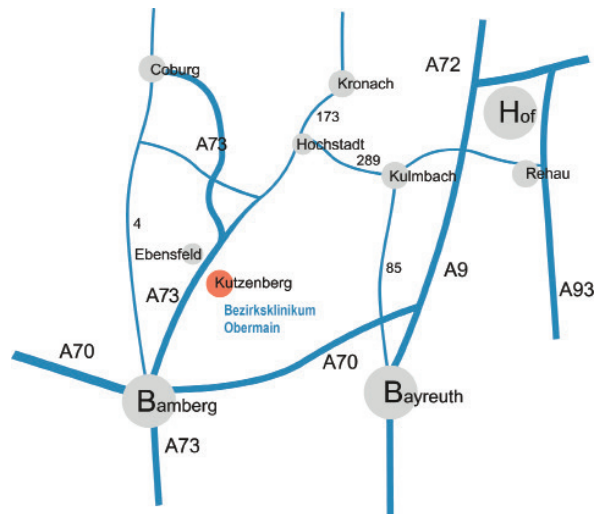 A72
Coburg
Kronach
Hof
173
A73
Hochstadt
289
Kulmbach
Rehau
4
Ebensfeld
85
A9
Kutzenberg
A73
A93
Bezirksklinikum
Obermain
A70
A70
Bamberg
Bayreuth
A73